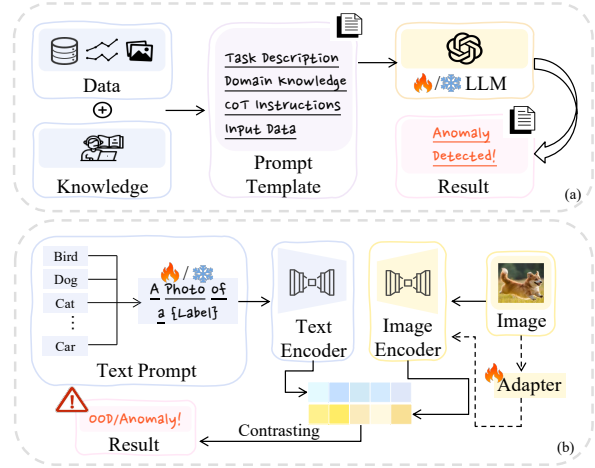 Data
Knowledge
Task Description
Domain Knowledge
CoT Instructions
Input Data
Prompt
Template
🔥/❄️ LLM
Anomaly
Detected!
Result
(a)
Bird
Dog
Cat
⋮
Car
🔥/❄️
A Photo of
a {Label}
Text Prompt
Text
Encoder
Image
Encoder
Image
Adapter
OOD/Anomaly!
Result
Contrasting
(b)